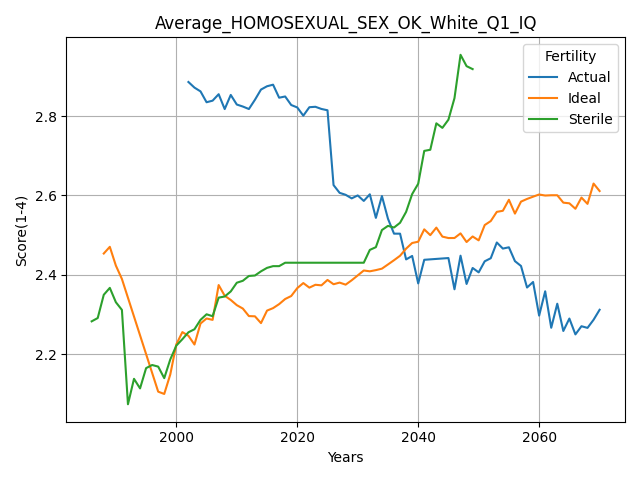 Average_HOMOSEXUAL_SEX_OK_White_Q1_IQ
Fertility
Actual
Ideal
Sterile
Score(1-4)
2.8
2.6
2.4
2.2
2000
2020
2040
2060
Years